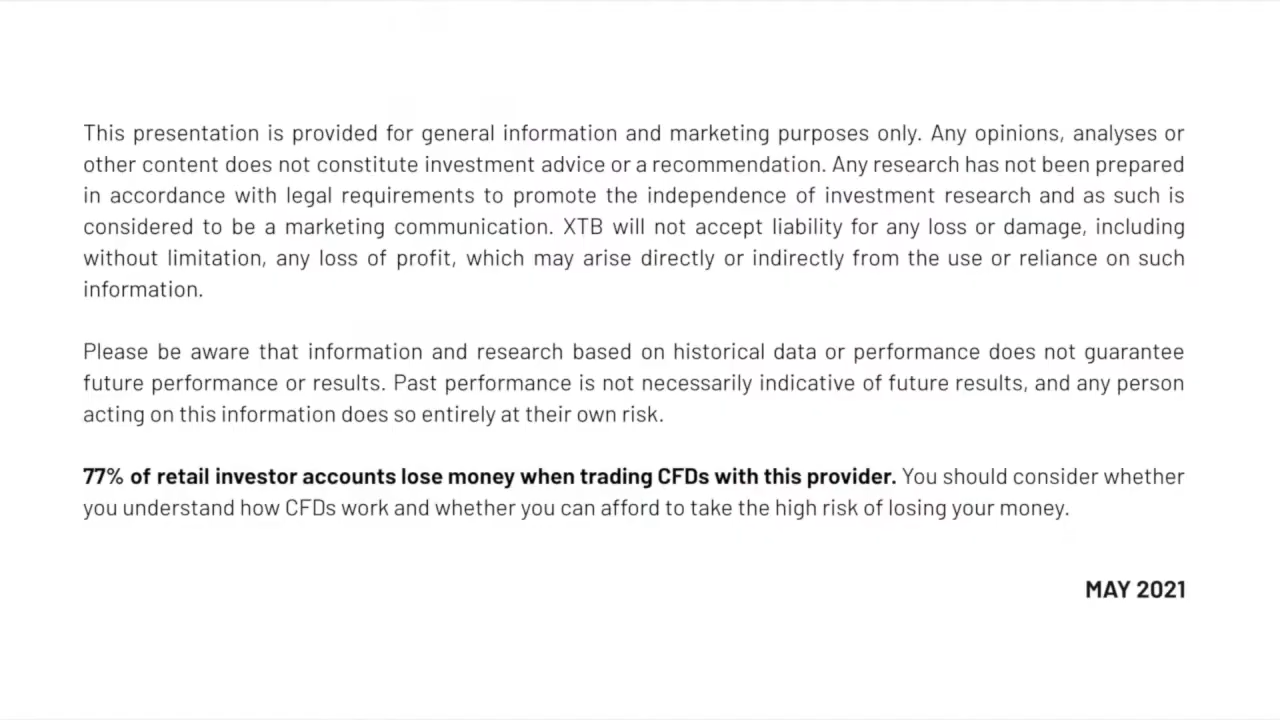 This presentation is provided for general information and marketing purposes only. Any opinions, analyses or
other content does not constitute investment advice or a recommendation. Any research has not been prepared
in accordance with legal requirements to promote the independence of investment research and as such is
considered to be a marketing communication. XTB will not accept liability for any loss or damage, including
without limitation, any loss of profit, which may arise directly or indirectly from the use or reliance on such
information.
Please be aware that information and research based on historical data or performance does not guarantee
future performance or results. Past performance is not necessarily indicative of future results, and any person
acting on this information does so entirely at their own risk.
77% of retail investor accounts lose money when trading CFDs with this provider. You should consider whether
you understand how CFDs work and whether you can afford to take the high risk of losing your money.
MAY 2021